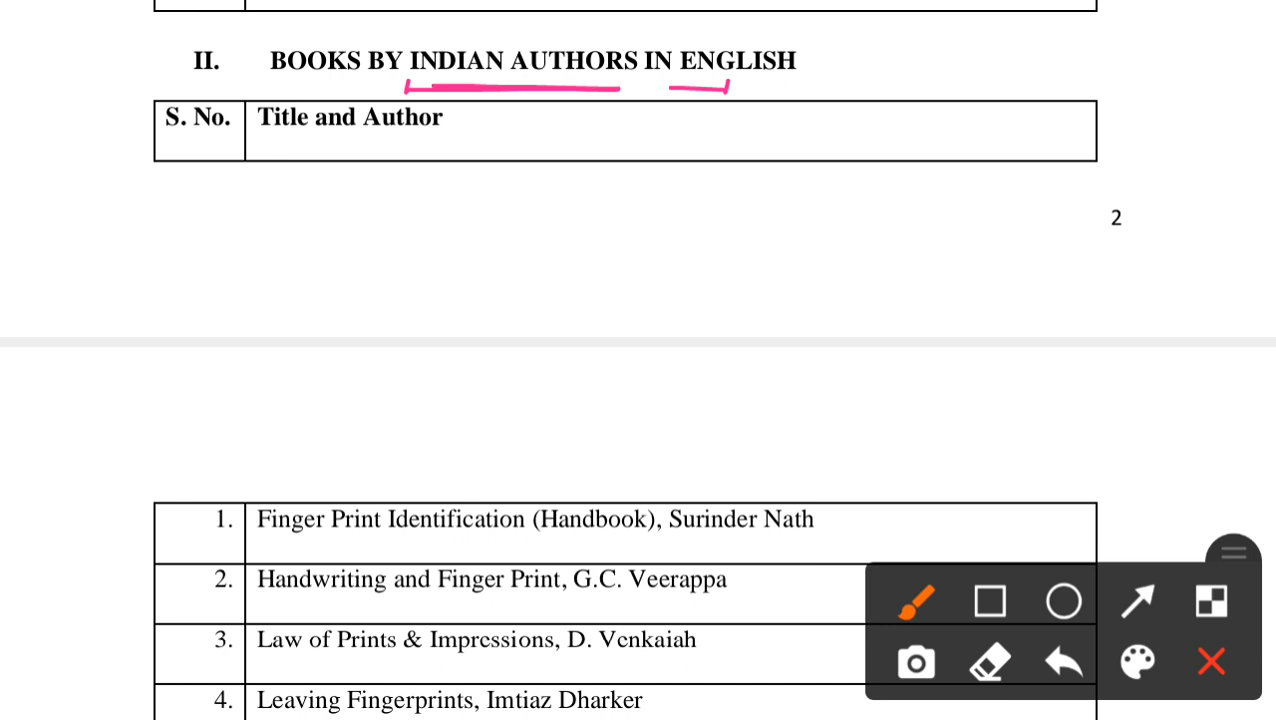 II. BOOKS BY INDIAN AUTHORS IN ENGLISH
S. No. Title and Author
2
1. Finger Print Identification (Handbook), Surinder Nath
2. Handwriting and Finger Print, G.C. Veerappa
3. Law of Prints & Impressions, D. Venkaiah
4. Leaving Fingerprints, Imtiaz Dharker